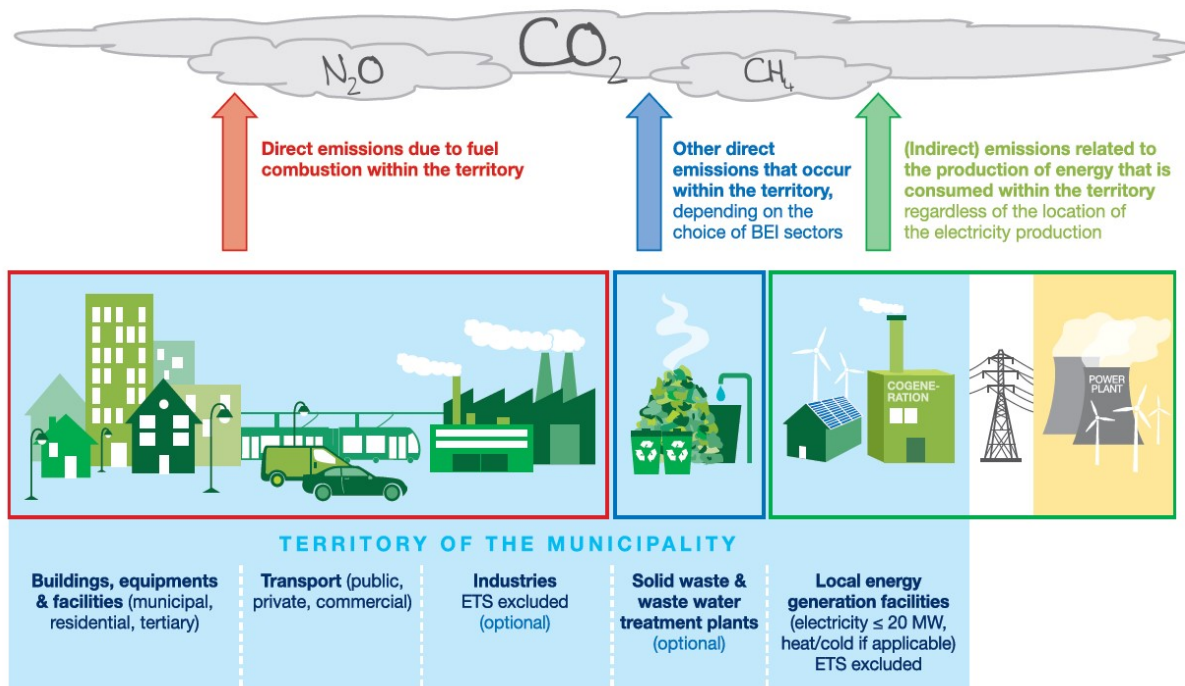 CO₂
N₂O
CH₄
Direct emissions due to fuel
combustion within the territory
Other direct
emissions that occur
within the territory,
depending on the
choice of BEI sectors
(Indirect) emissions related to
the production of energy that is
consumed within the territory
regardless of the location of
the electricity production
COGENE-
RATION
POWER
PLANT
TERRITORY OF THE MUNICIPALITY
Buildings, equipments
& facilities (municipal,
residential, tertiary)
Transport (public,
private, commercial)
Industries
ETS excluded
(optional)
Solid waste &
waste water
treatment plants
(optional)
Local energy
generation facilities
(electricity ≤ 20 MW,
heat/cold if applicable)
ETS excluded